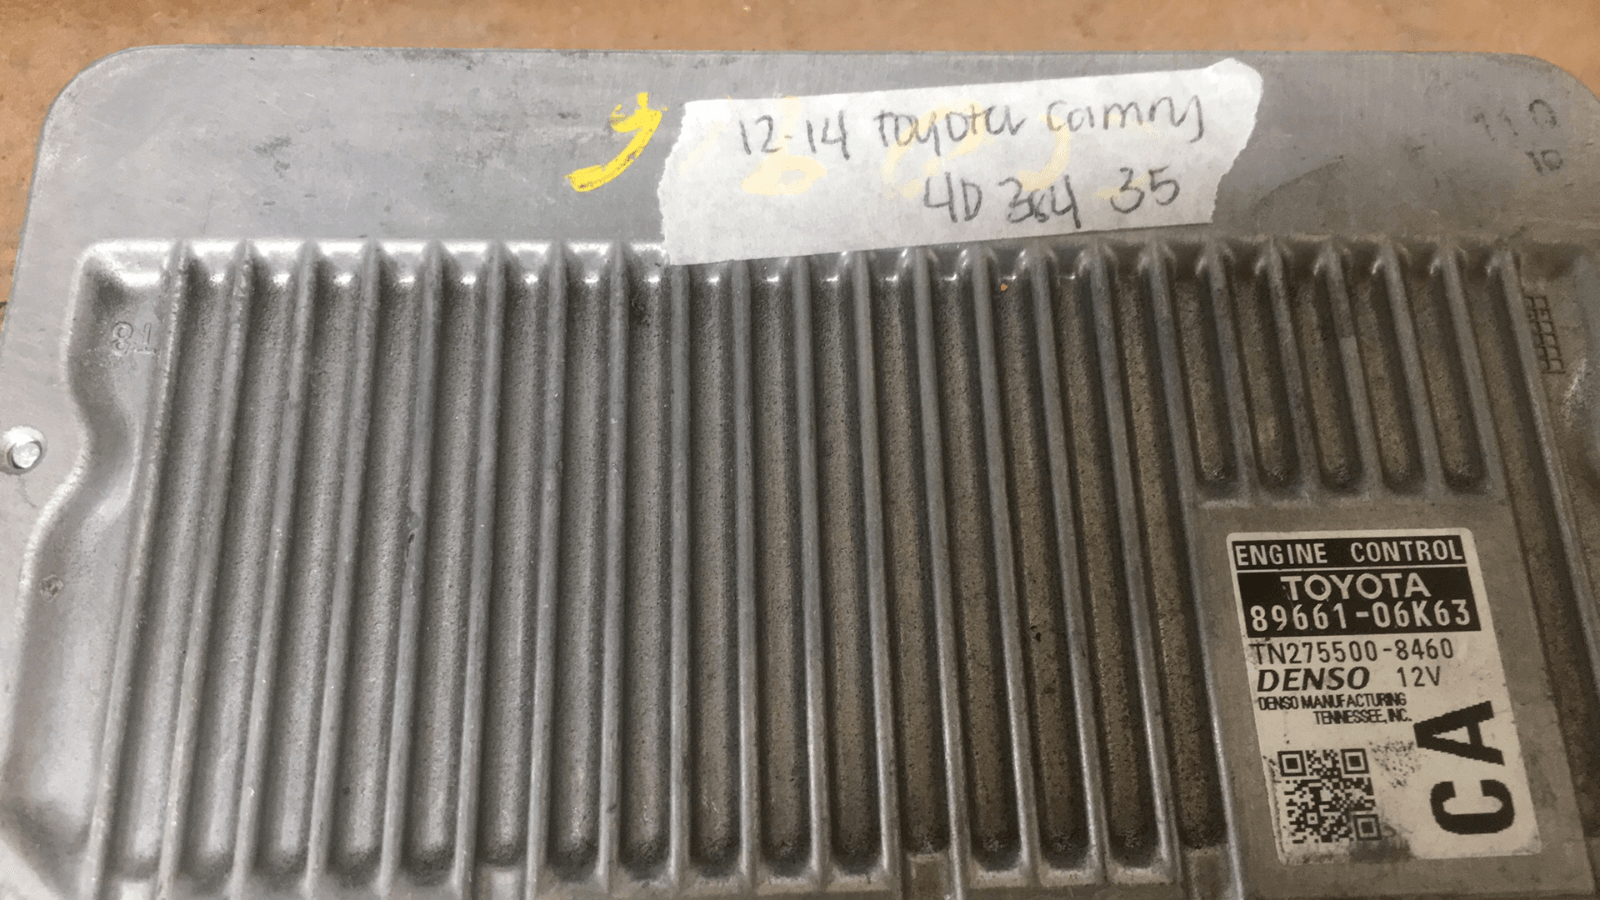 12-14 toyota camry
4D 364 35
T8
ENGINE CONTROL
TOYOTA
89661-06K63
TN275500-8460
DENSO 12V
DENSO MANUFACTURING
TENNESSEE, INC.
CA